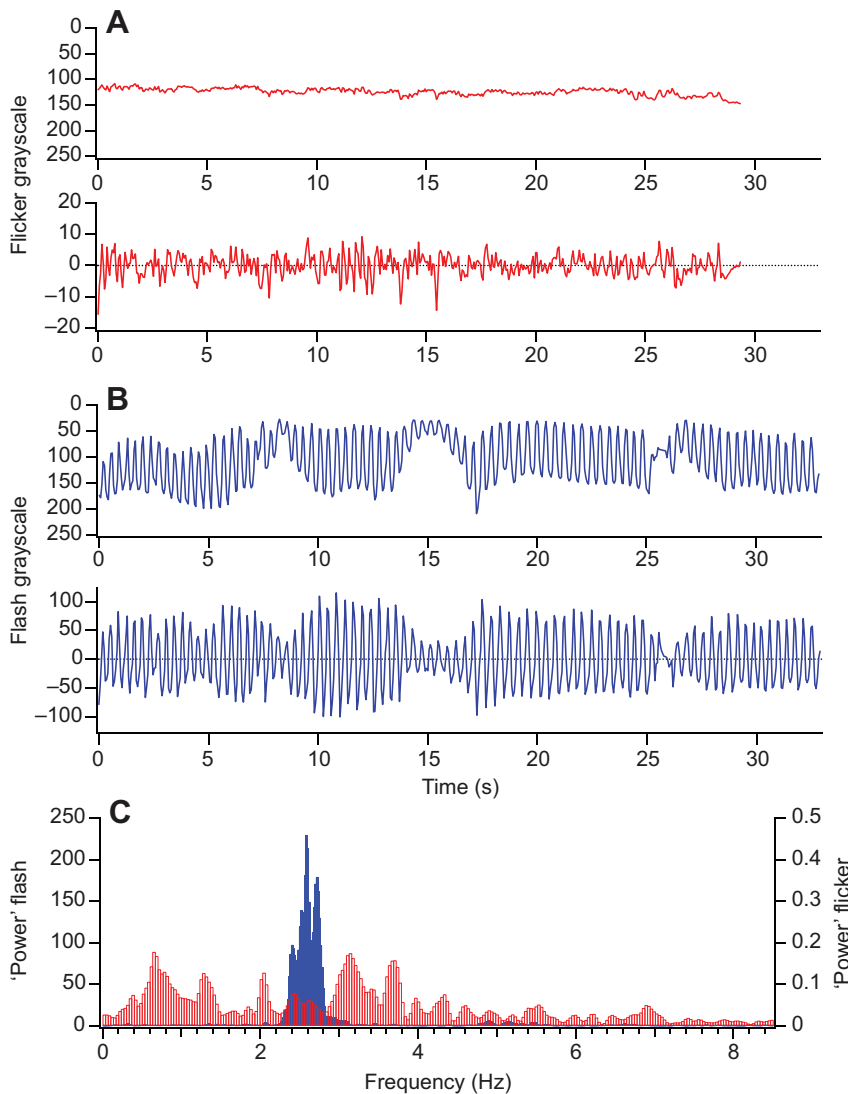 A
0
50
100
150
200
250
0 5 10 15 20 25 30
Flicker grayscale
20
10
0
–10
–20
0 5 10 15 20 25 30
B
0
50
100
150
200
250
0 5 10 15 20 25 30
Flash grayscale
100
50
0
–50
–100
0 5 10 15 20 25 30
Time (s)
C
250
200
150
100
50
0
‘Power’ flash
0.5
0.4
0.3
0.2
0.1
0
‘Power’ flicker
0 2 4 6 8
Frequency (Hz)